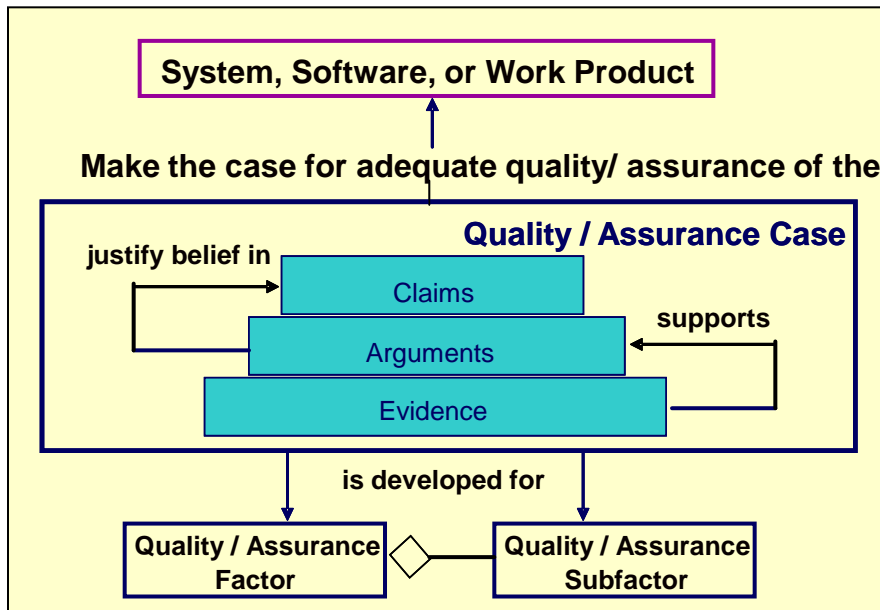 System, Software, or Work Product
Make the case for adequate quality/ assurance of the
Quality / Assurance Case
justify belief in
Claims
supports
Arguments
Evidence
is developed for
Quality / Assurance
Factor
Quality / Assurance
Subfactor